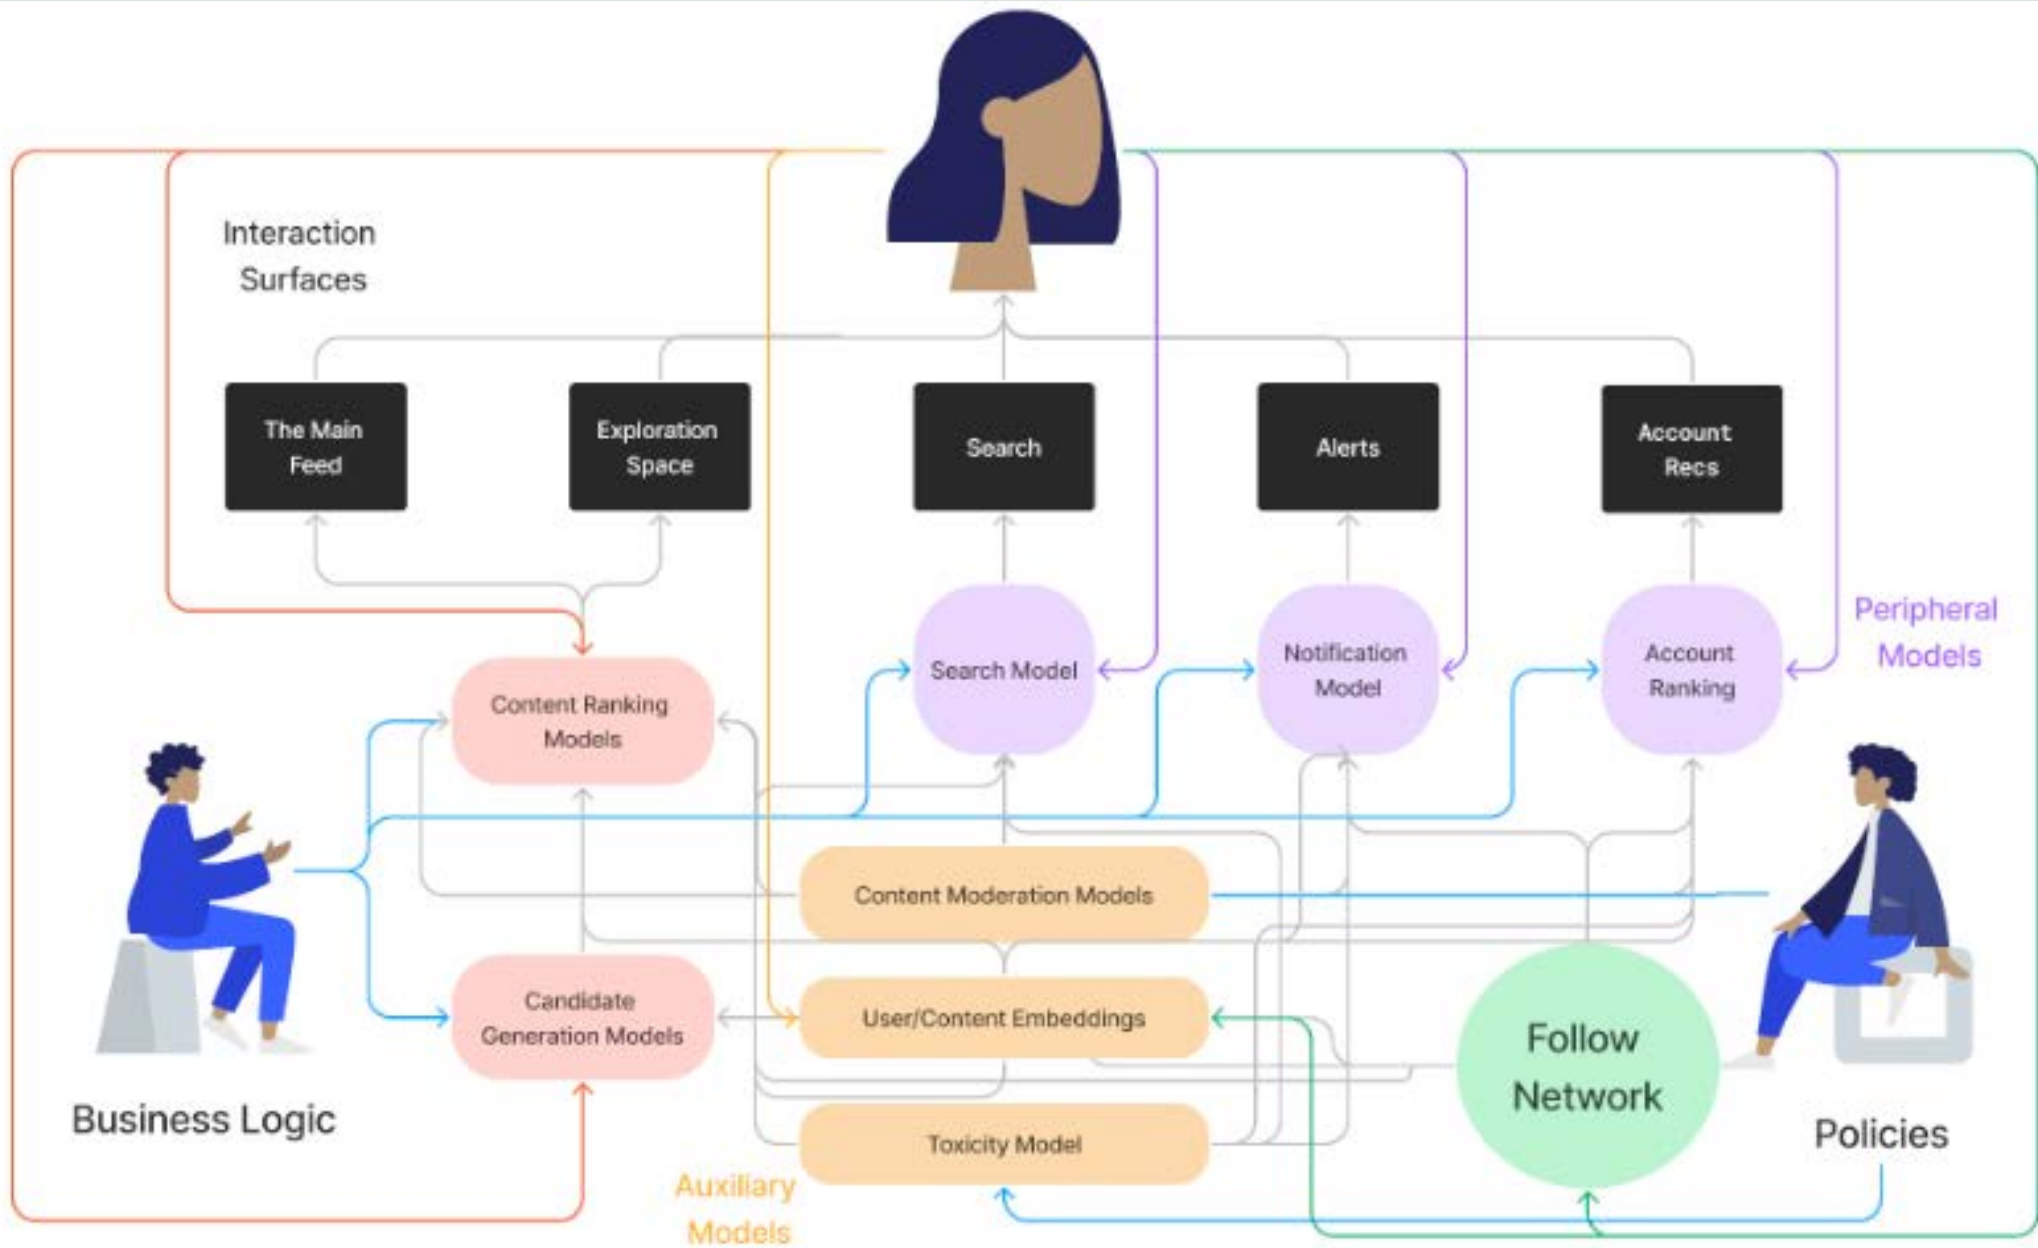 Interaction
Surfaces
The Main
Feed
Exploration
Space
Search
Alerts
Account
Recs
Peripheral
Models
Content Ranking
Models
Search Model
Notification
Model
Account
Ranking
Content Moderation Models
Candidate
Generation Models
User/Content Embeddings
Follow
Network
Business Logic
Toxicity Model
Policies
Auxiliary
Models